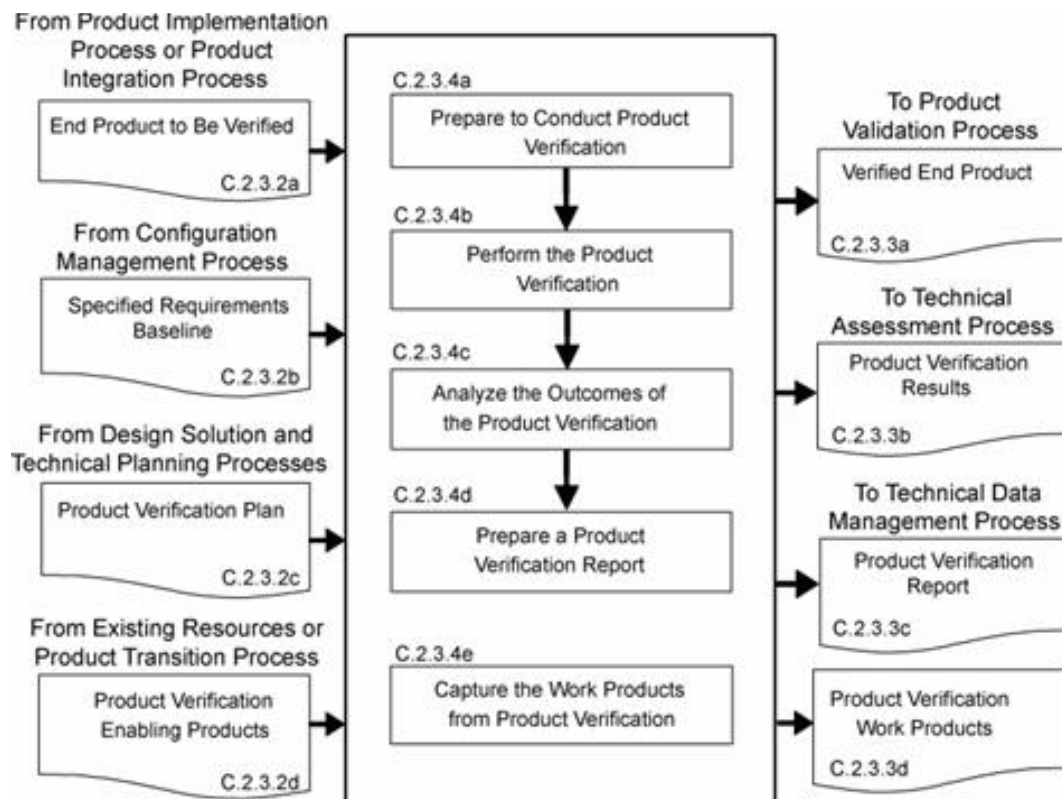 From Product Implementation
Process or Product
Integration Process
End Product to Be Verified
C.2.3.2a
From Configuration
Management Process
Specified Requirements
Baseline
C.2.3.2b
From Design Solution and
Technical Planning Processes
Product Verification Plan
C.2.3.2c
From Existing Resources or
Product Transition Process
Product Verification
Enabling Products
C.2.3.2d
C.2.3.4a
Prepare to Conduct Product
Verification
C.2.3.4b
Perform the Product
Verification
C.2.3.4c
Analyze the Outcomes of
the Product Verification
C.2.3.4d
Prepare a Product
Verification Report
C.2.3.4e
Capture the Work Products
from Product Verification
To Product
Validation Process
Verified End Product
C.2.3.3a
To Technical
Assessment Process
Product Verification
Results
C.2.3.3b
To Technical Data
Management Process
Product Verification
Report
C.2.3.3c
Product Verification
Work Products
C.2.3.3d